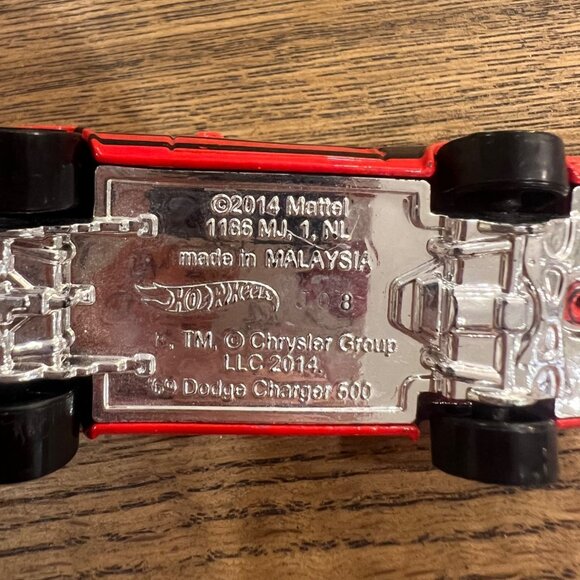 ©2014 Mattel
1186 MJ, 1, NL
made in MALAYSIA
Hot Wheels
8
TM, © Chrysler Group
LLC 2014.
Dodge Charger 500